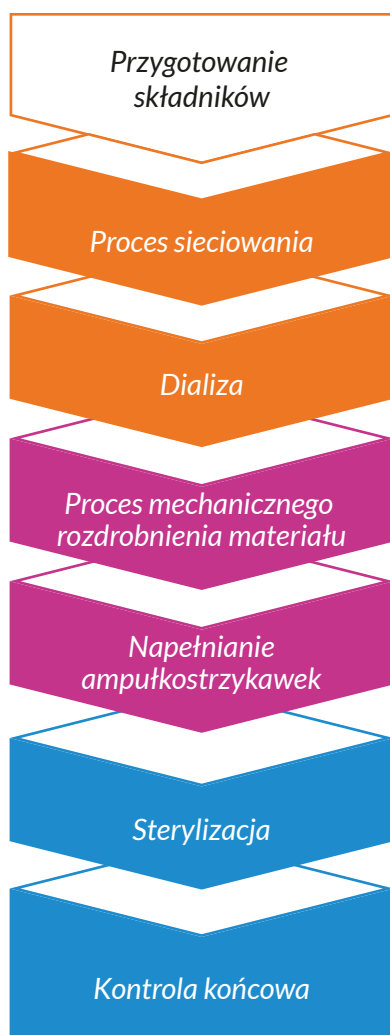 Przygotowanie
składników
Proces sieciowania
Dializa
Proces mechanicznego
rozdrobnienia materiału
Napełnianie
ampułkostrzykawek
Sterylizacja
Kontrola końcowa